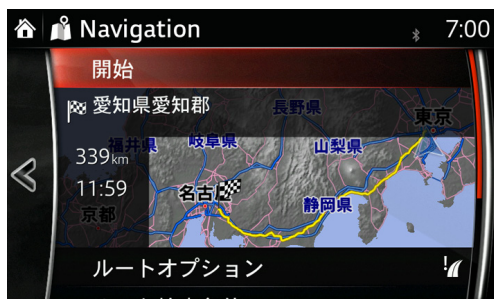 Navigation 7:00
開始
愛知県愛知郡
長野県
東京
福井県
岐阜県
山梨県
339km
11:59
名古屋
静岡県
京都
ルートオプション